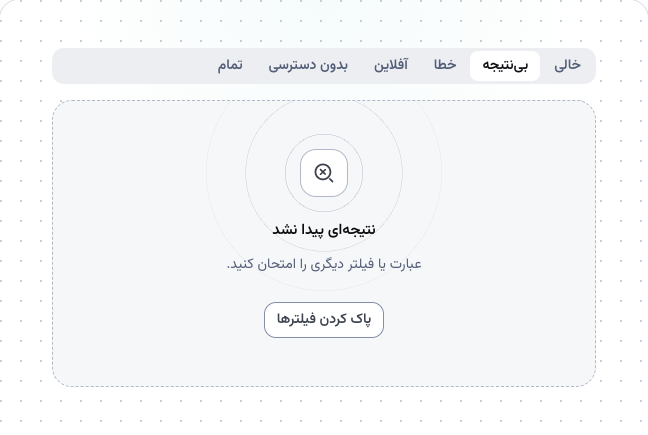 خالی بی‌نتیجه خطا آفلاین بدون دسترسی تمام
نتیجه‌ای پیدا نشد
عبارت یا فیلتر دیگری را امتحان کنید.
پاک کردن فیلترها